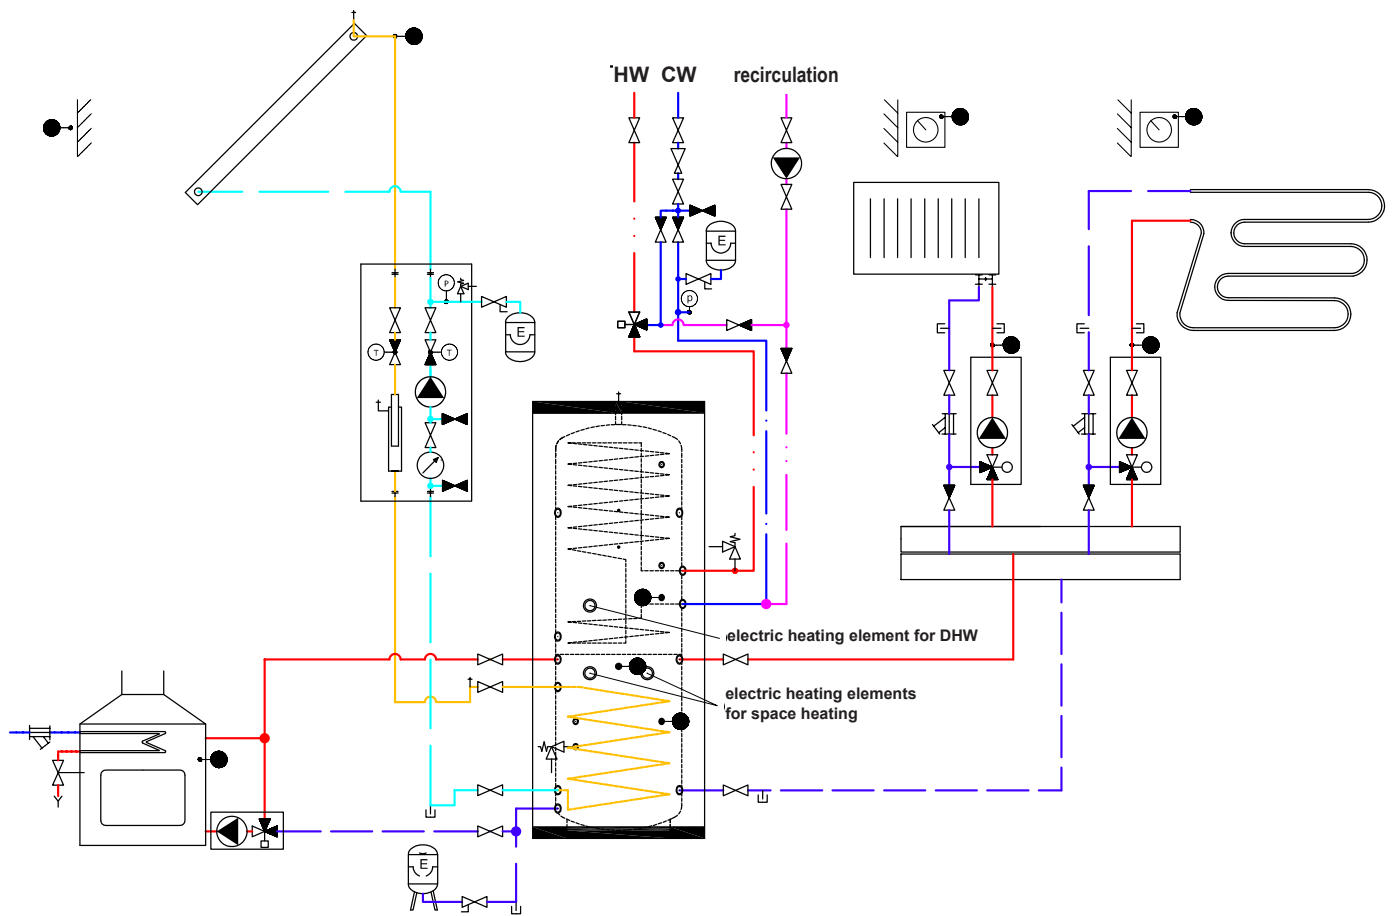 HW CW recirculation
P
E
E
p
T T
electric heating element for DHW
electric heating elements
for space heating
E